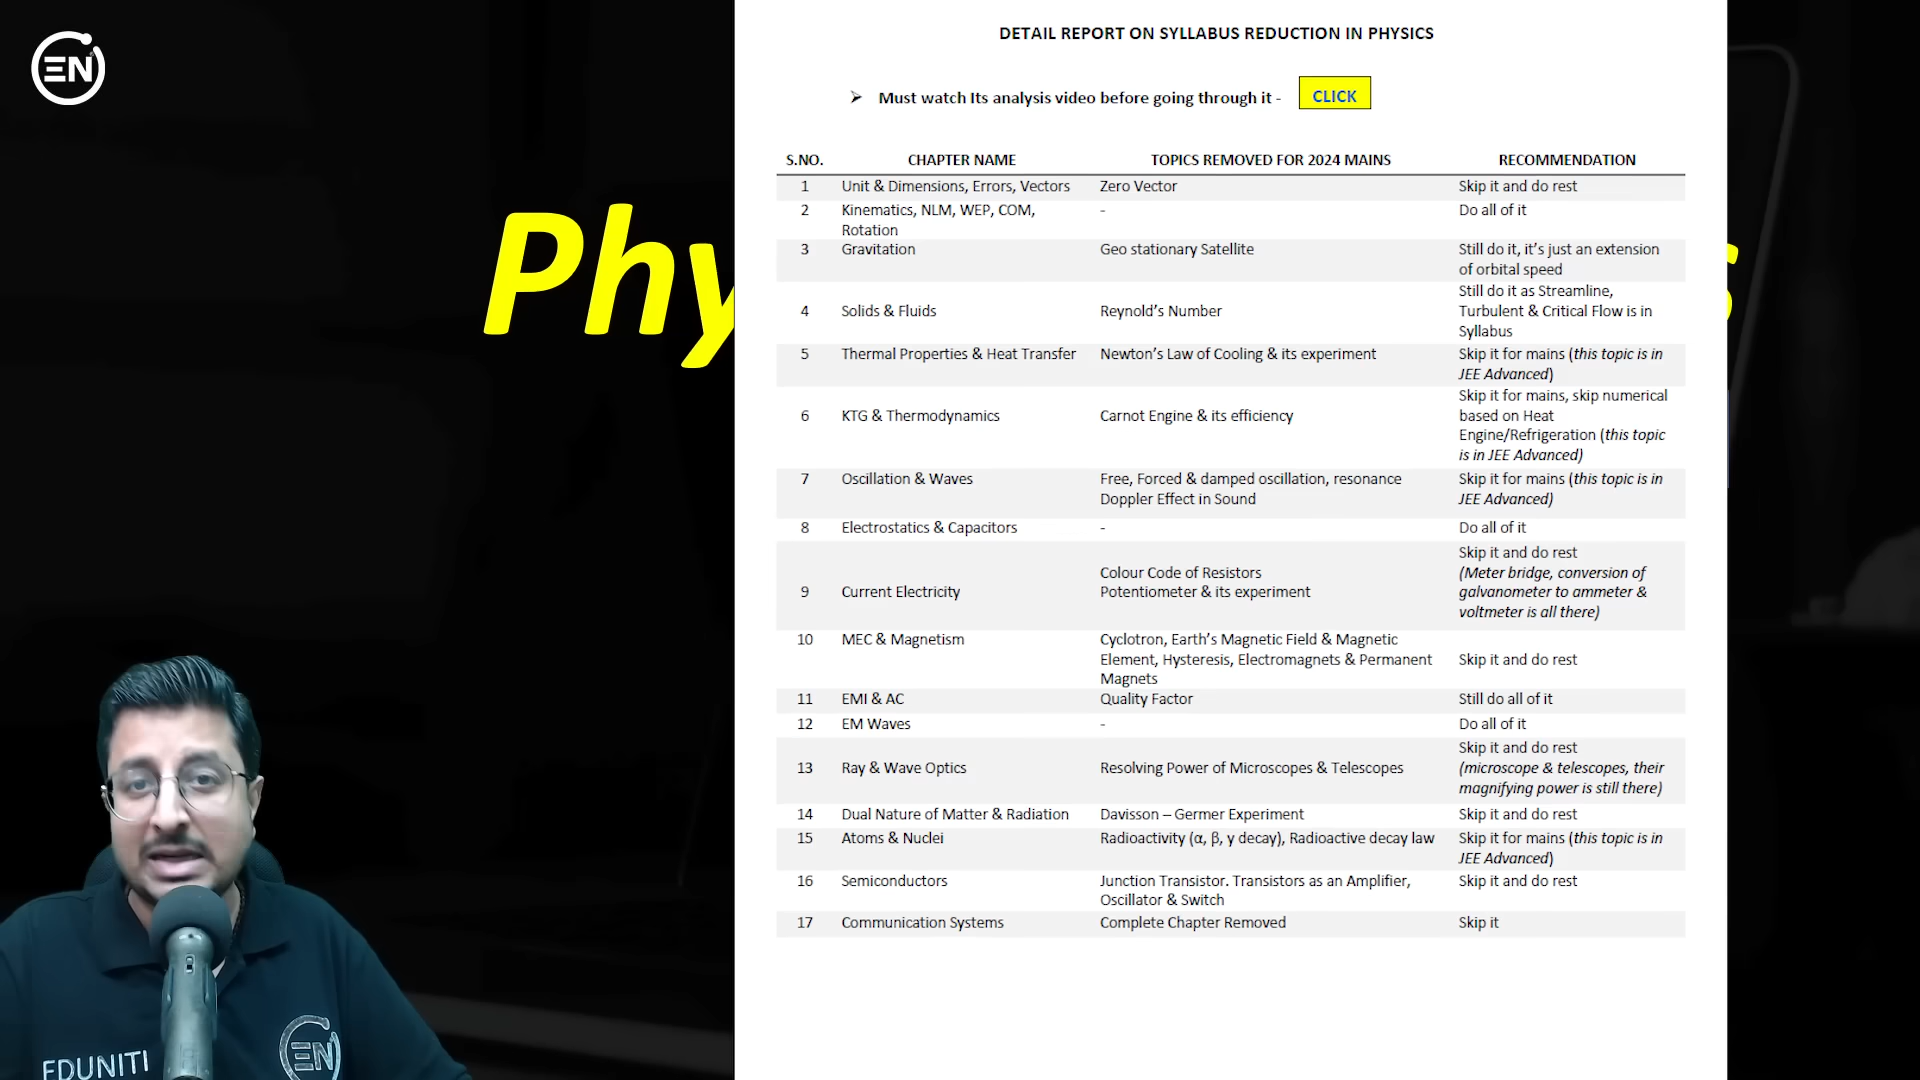 EN
Phy
DETAIL REPORT ON SYLLABUS REDUCTION IN PHYSICS
➢ Must watch Its analysis video before going through it - CLICK
S.NO. CHAPTER NAME TOPICS REMOVED FOR 2024 MAINS RECOMMENDATION
1 Unit & Dimensions, Errors, Vectors Zero Vector Skip it and do rest
2 Kinematics, NLM, WEP, COM, - Do all of it
Rotation
3 Gravitation Geo stationary Satellite Still do it, it's just an extension
of orbital speed
Still do it as Streamline,
4 Solids & Fluids Reynold's Number Turbulent & Critical Flow is in
Syllabus
5 Thermal Properties & Heat Transfer Newton's Law of Cooling & its experiment Skip it for mains (this topic is in
JEE Advanced)
Skip it for mains, skip numerical
6 KTG & Thermodynamics Carnot Engine & its efficiency based on Heat
Engine/Refrigeration (this topic
is in JEE Advanced)
7 Oscillation & Waves Free, Forced & damped oscillation, resonance Skip it for mains (this topic is in
Doppler Effect in Sound JEE Advanced)
8 Electrostatics & Capacitors - Do all of it
Skip it and do rest
Colour Code of Resistors (Meter bridge, conversion of
9 Current Electricity Potentiometer & its experiment galvanometer to ammeter &
voltmeter is all there)
10 MEC & Magnetism Cyclotron, Earth's Magnetic Field & Magnetic
Element, Hysteresis, Electromagnets & Permanent Skip it and do rest
Magnets
11 EMI & AC Quality Factor Still do all of it
12 EM Waves - Do all of it
Skip it and do rest
13 Ray & Wave Optics Resolving Power of Microscopes & Telescopes (microscope & telescopes, their
magnifying power is still there)
14 Dual Nature of Matter & Radiation Davisson – Germer Experiment Skip it and do rest
15 Atoms & Nuclei Radioactivity (α, β, γ decay), Radioactive decay law Skip it for mains (this topic is in
JEE Advanced)
16 Semiconductors Junction Transistor. Transistors as an Amplifier, Skip it and do rest
Oscillator & Switch
17 Communication Systems Complete Chapter Removed Skip it
EDUNITI
EN